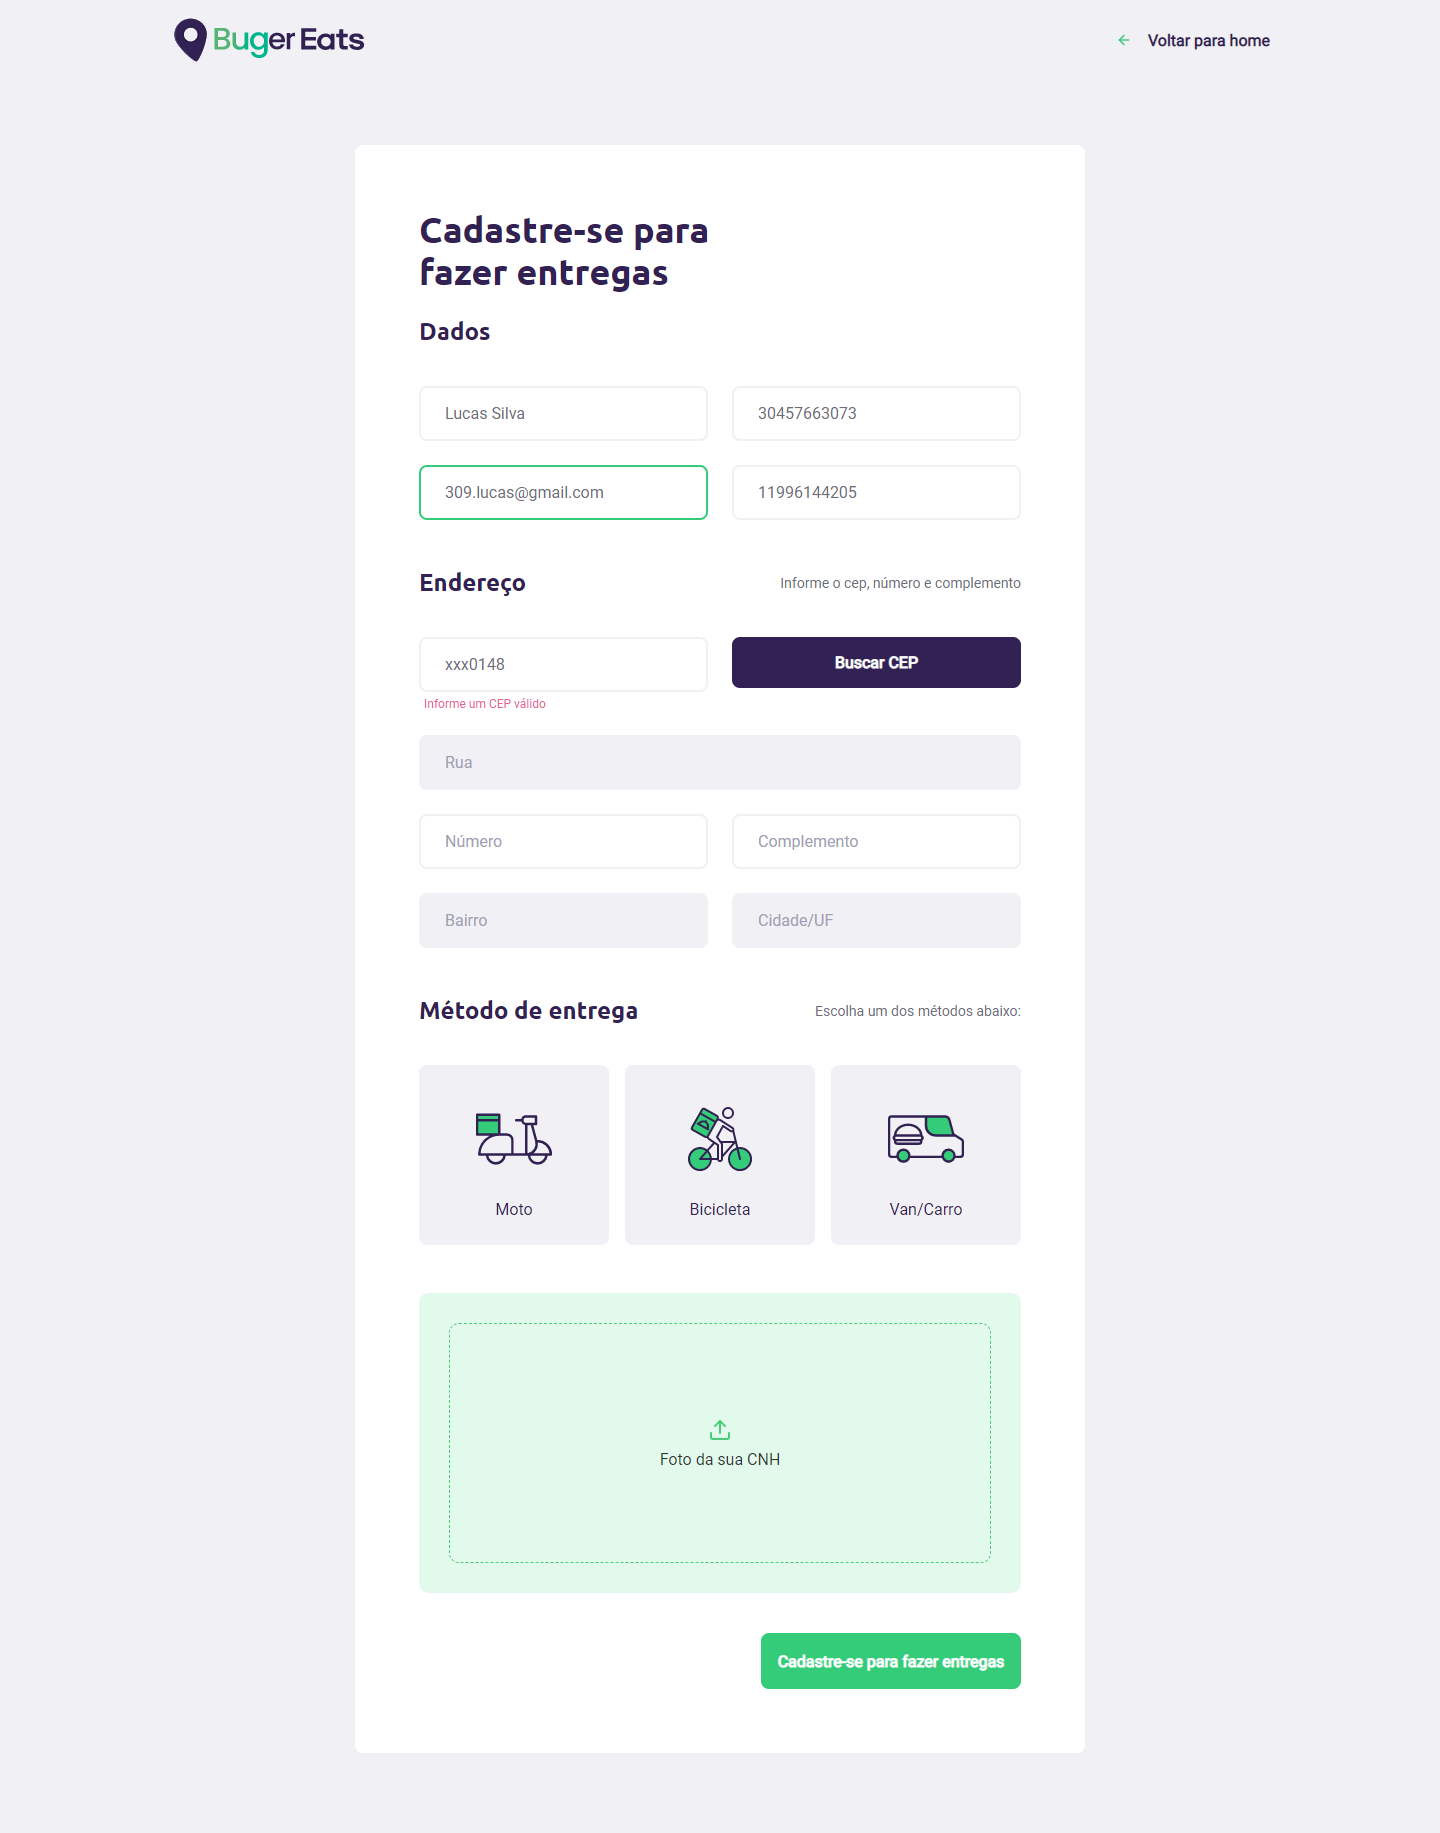 Buger Eats
Voltar para home
Cadastre-se para
fazer entregas
Dados
Lucas Silva
30457663073
309.lucas@gmail.com
11996144205
Endereço
Informe o cep, número e complemento
xxx0148
Buscar CEP
Informe um CEP válido
Rua
Número
Complemento
Bairro
Cidade/UF
Método de entrega
Escolha um dos métodos abaixo:
Moto
Bicicleta
Van/Carro
Foto da sua CNH
Cadastre-se para fazer entregas